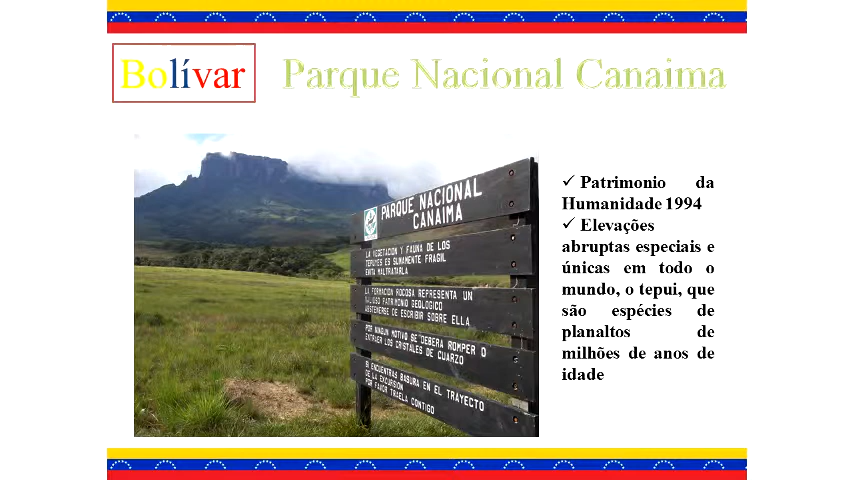 Bolívar
Parque Nacional Canaima
PARQUE NACIONAL
CANAIMA
LA VEGETACION Y FAUNA DE LOS
TEPUYES ES SUMAMENTE FRAGIL
EVITA MALTRATARLA
LA FORMACION ROCOSA REPRESENTA UN
VALIOSO PATRIMONIO GEOLOGICO
ABSTENERSE DE ESCRIBIR SOBRE ELLA
POR NINGUN MOTIVO SE DEBERA ROMPER O
EXTRAER LOS CRISTALES DE CUARZO
SI ENCUENTRAS BASURA EN EL TRAYECTO
DE LA EXCURSION
POR FAVOR TRAELA CONTIGO
✓ Patrimonio da
Humanidade 1994
✓ Elevações
abruptas especiais e
únicas em todo o
mundo, o tepui, que
são espécies de
planaltos de
milhões de anos de
idade